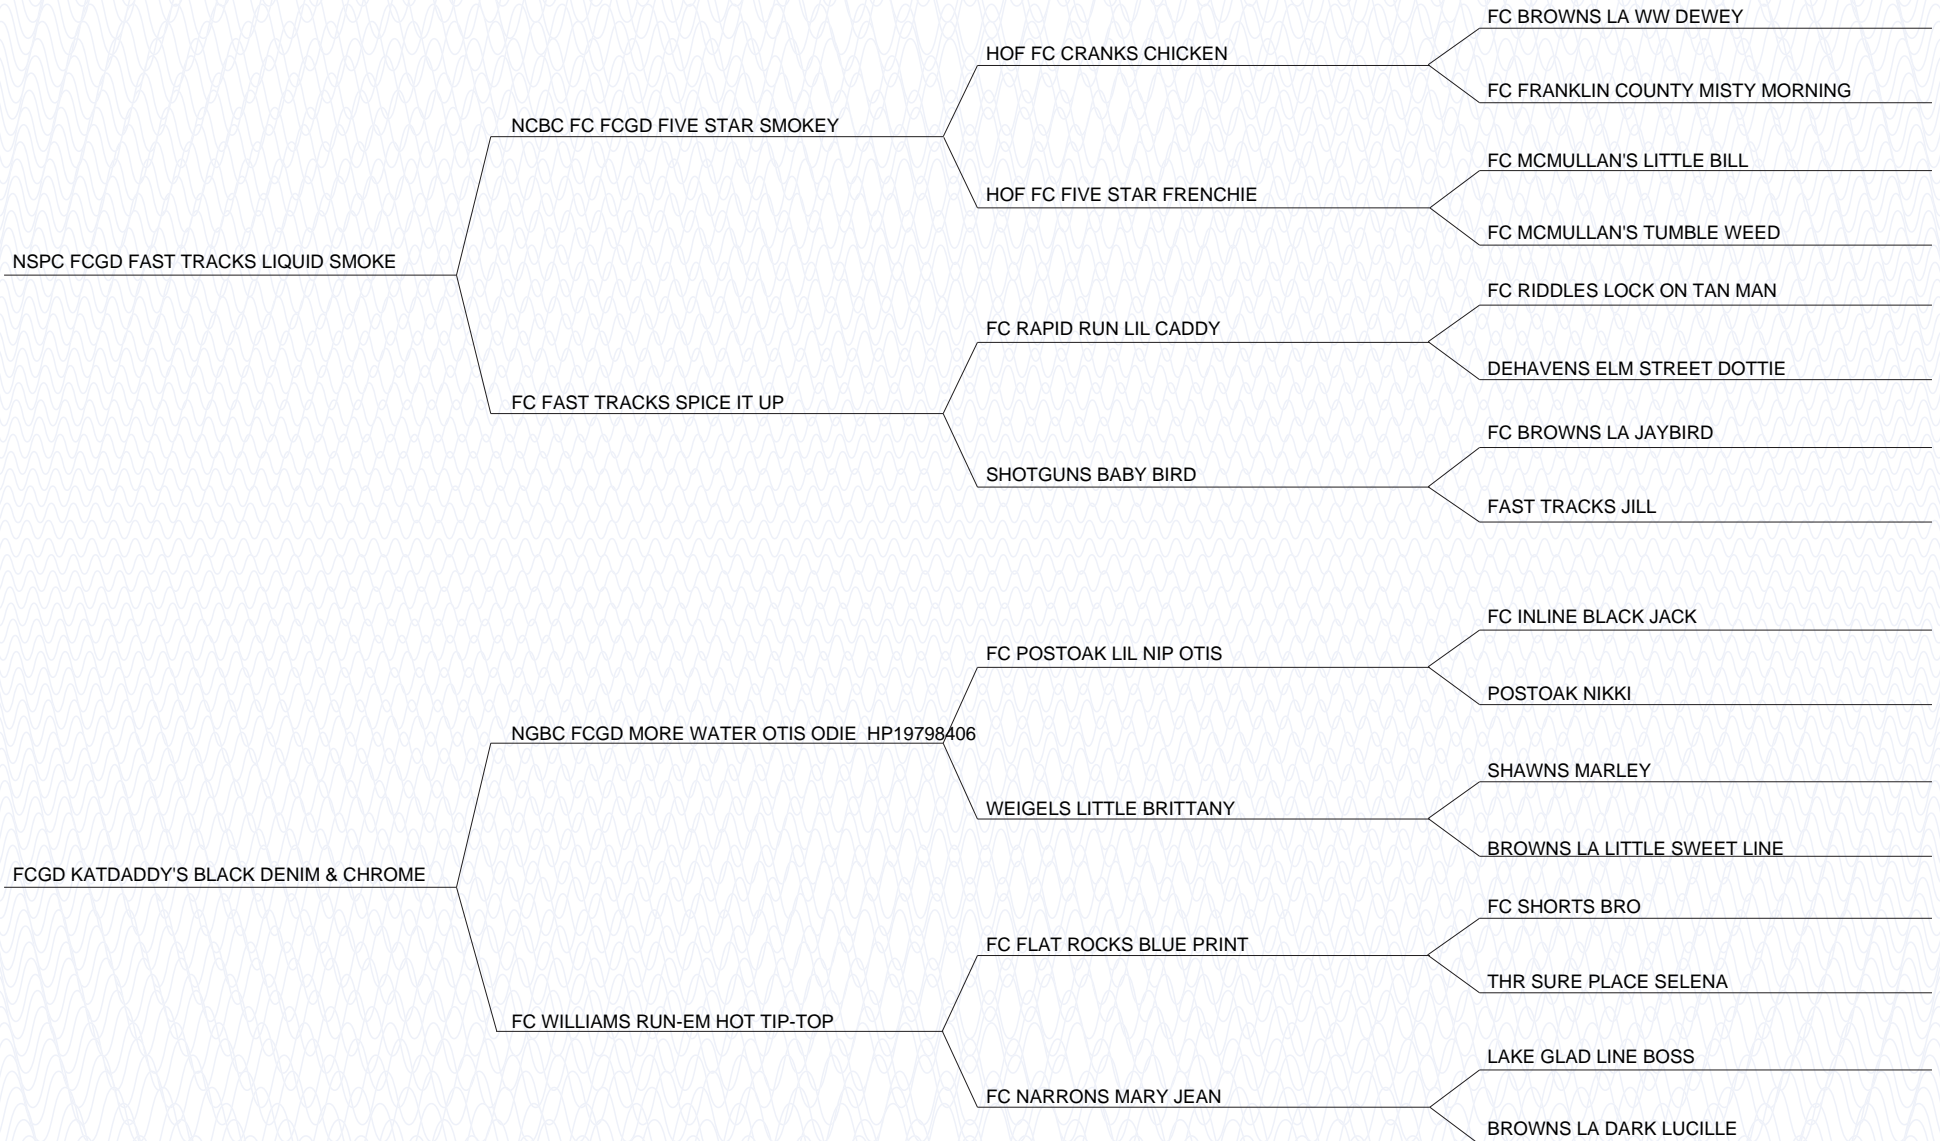 FC BROWNS LA WW DEWEY
HOF FC CRANKS CHICKEN
FC FRANKLIN COUNTY MISTY MORNING
NCBC FC FCGD FIVE STAR SMOKEY
FC MCMULLAN'S LITTLE BILL
HOF FC FIVE STAR FRENCHIE
FC MCMULLAN'S TUMBLE WEED
NSPC FCGD FAST TRACKS LIQUID SMOKE
FC RIDDLES LOCK ON TAN MAN
FC RAPID RUN LIL CADDY
DEHAVENS ELM STREET DOTTIE
FC FAST TRACKS SPICE IT UP
FC BROWNS LA JAYBIRD
SHOTGUNS BABY BIRD
FAST TRACKS JILL
FC INLINE BLACK JACK
FC POSTOAK LIL NIP OTIS
POSTOAK NIKKI
NGBC FCGD MORE WATER OTIS ODIE HP19798406
SHAWNS MARLEY
WEIGELS LITTLE BRITTANY
BROWNS LA LITTLE SWEET LINE
FCGD KATDADDY'S BLACK DENIM & CHROME
FC SHORTS BRO
FC FLAT ROCKS BLUE PRINT
THR SURE PLACE SELENA
FC WILLIAMS RUN-EM HOT TIP-TOP
LAKE GLAD LINE BOSS
FC NARRONS MARY JEAN
BROWNS LA DARK LUCILLE